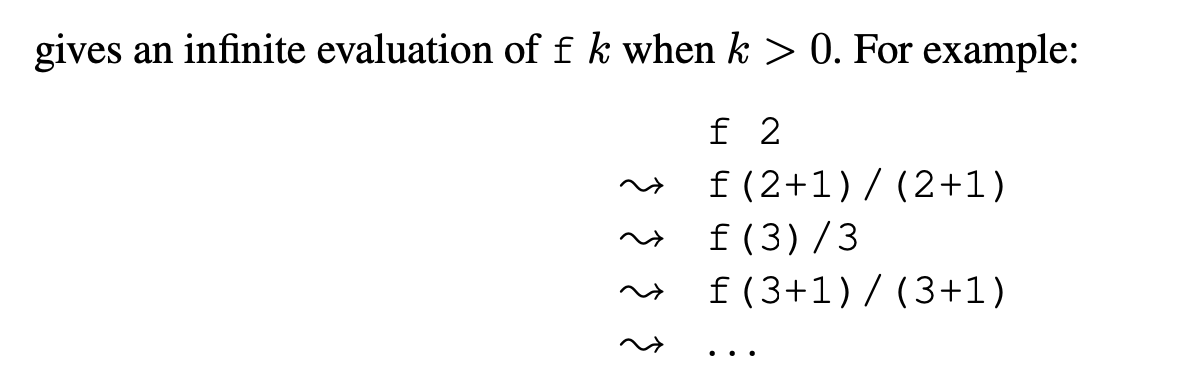 gives an infinite evaluation of f k when k > 0. For example:
f 2
⇝ f(2+1)/(2+1)
⇝ f(3)/3
⇝ f(3+1)/(3+1)
⇝ ...